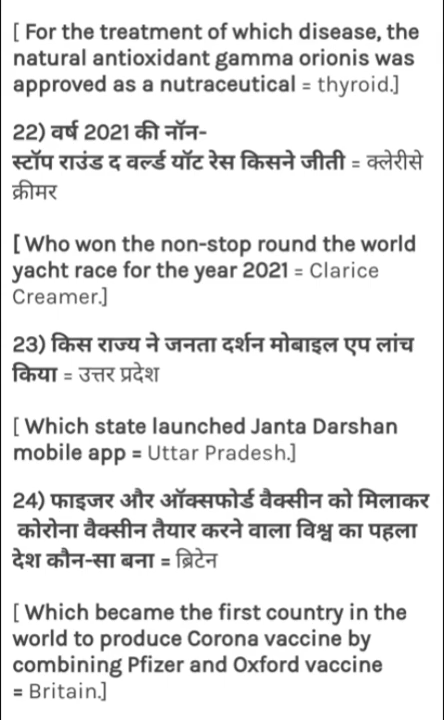 [ For the treatment of which disease, the
natural antioxidant gamma orionis was
approved as a nutraceutical = thyroid.]
22) वर्ष 2021 की नॉन-
स्टॉप राउंड द वर्ल्ड यॉट रेस किसने जीती = क्लेरीसे
क्रीमर
[ Who won the non-stop round the world
yacht race for the year 2021 = Clarice
Creamer.]
23) किस राज्य ने जनता दर्शन मोबाइल एप लांच
किया = उत्तर प्रदेश
[ Which state launched Janta Darshan
mobile app = Uttar Pradesh.]
24) फाइजर और ऑक्सफोर्ड वैक्सीन को मिलाकर
कोरोना वैक्सीन तैयार करने वाला विश्व का पहला
देश कौन-सा बना = ब्रिटेन
[ Which became the first country in the
world to produce Corona vaccine by
combining Pfizer and Oxford vaccine
= Britain.]